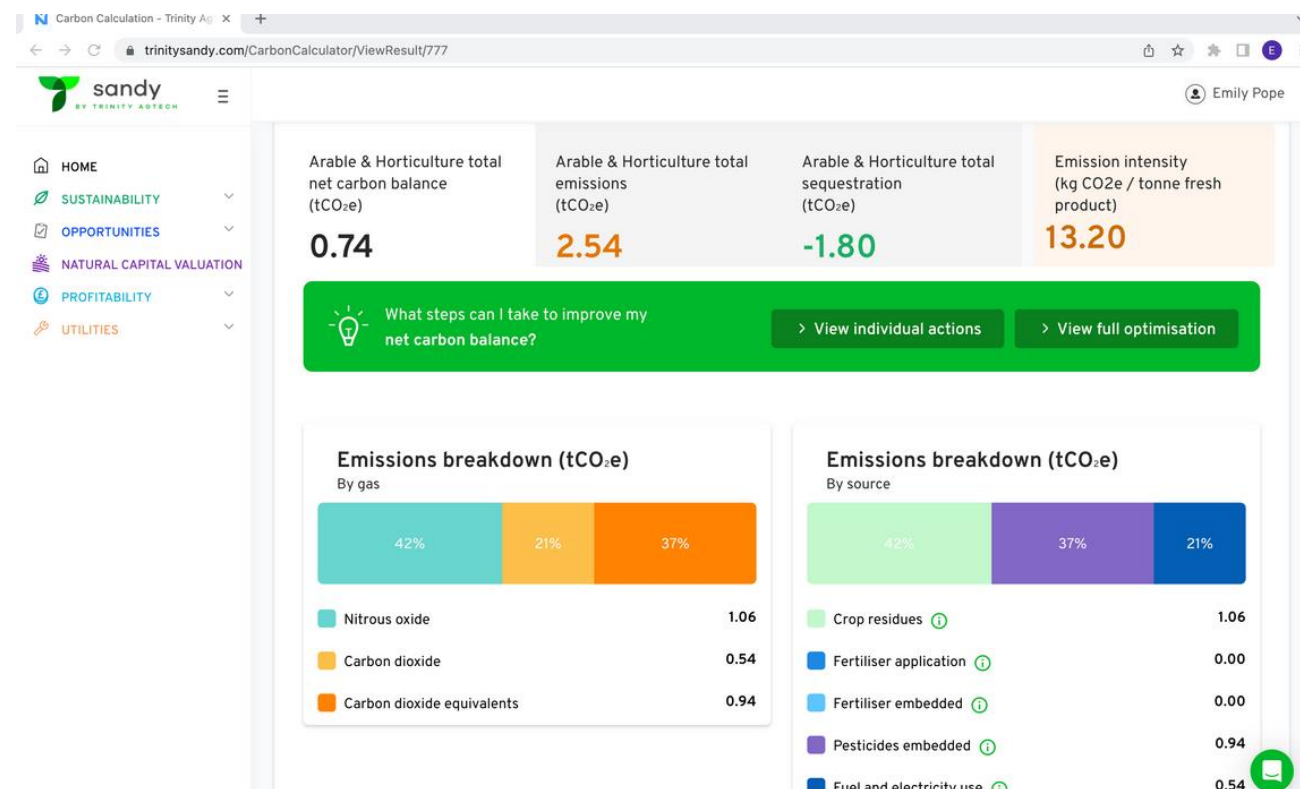 Carbon Calculation - Trinity Ag
trinitysandy.com/CarbonCalculator/ViewResult/777
E
sandy
BY TRINITY AGTECH
Emily Pope
HOME
SUSTAINABILITY
OPPORTUNITIES
NATURAL CAPITAL VALUATION
PROFITABILITY
UTILITIES
Arable & Horticulture total
net carbon balance
(tCO₂e)
0.74
Arable & Horticulture total
emissions
(tCO₂e)
2.54
Arable & Horticulture total
sequestration
(tCO₂e)
-1.80
Emission intensity
(kg CO2e / tonne fresh
product)
13.20
What steps can I take to improve my
net carbon balance?
> View individual actions
> View full optimisation
Emissions breakdown (tCO₂e)
By gas
42% 21% 37%
Nitrous oxide 1.06
Carbon dioxide 0.54
Carbon dioxide equivalents 0.94
Emissions breakdown (tCO₂e)
By source
42% 37% 21%
Crop residues 1.06
Fertiliser application 0.00
Fertiliser embedded 0.00
Pesticides embedded 0.94
Fuel and electricity use 0.54